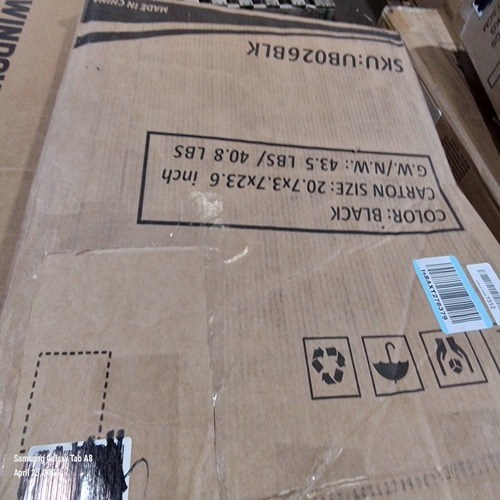 MADE IN CHINA
SKU:UB026BLK
G.W./N.W.: 43.5 LBS/ 40.8 LBS
CARTON SIZE: 20.7x3.7x23.6 inch
COLOR: BLACK
Samsung Galaxy Tab A8